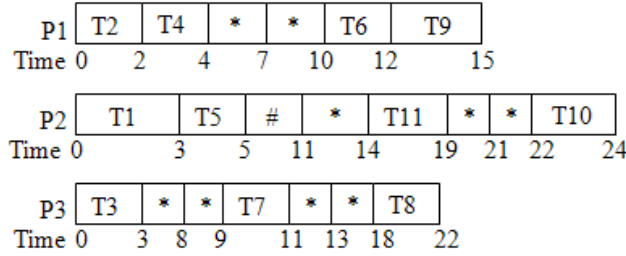 P1 T2 T4 * * T6 T9
Time 0 2 4 7 10 12 15
P2 T1 T5 # * T11 * * T10
Time 0 3 5 11 14 19 21 22 24
P3 T3 * * T7 * * T8
Time 0 3 8 9 11 13 18 22